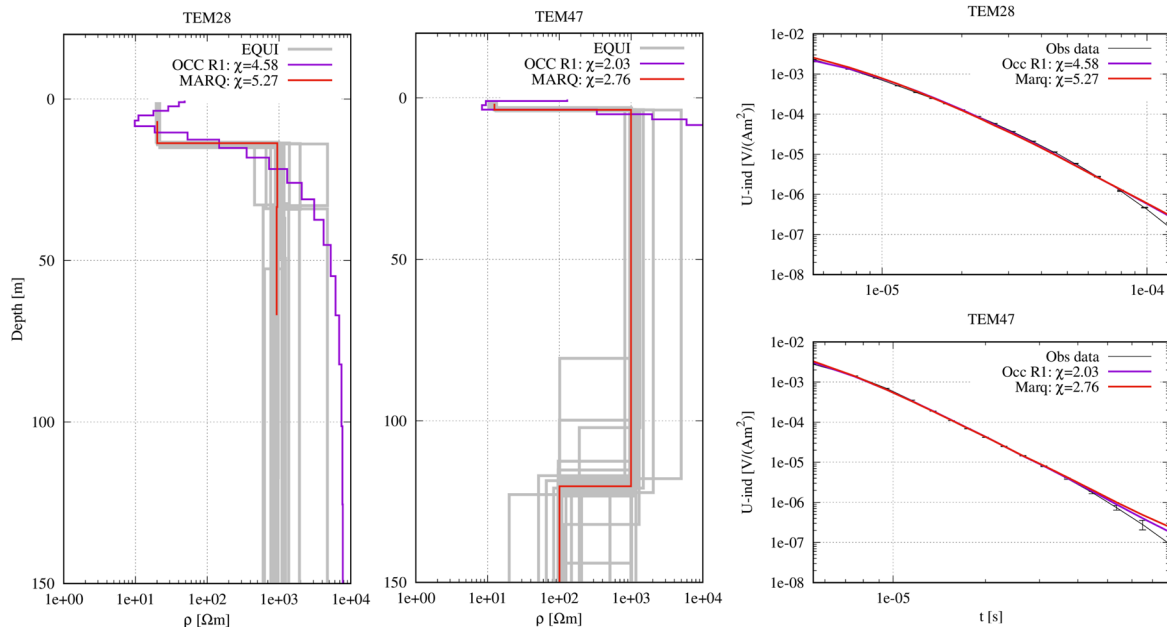 TEM28
EQUI
OCC R1: χ=4.58
MARQ: χ=5.27
0
50
100
150
Depth [m]
1e+00 1e+01 1e+02 1e+03 1e+04
ρ [Ωm]
TEM47
EQUI
OCC R1: χ=2.03
MARQ: χ=2.76
0
50
100
150
1e+00 1e+01 1e+02 1e+03 1e+04
ρ [Ωm]
TEM28
Obs data
Occ R1: χ=4.58
Marq: χ=5.27
1e-02
1e-03
1e-04
1e-05
1e-06
1e-07
1e-08
U-ind [V/(Am²)]
1e-05 1e-04
TEM47
Obs data
Occ R1: χ=2.03
Marq: χ=2.76
1e-02
1e-03
1e-04
1e-05
1e-06
1e-07
1e-08
U-ind [V/(Am²)]
1e-05
t [s]